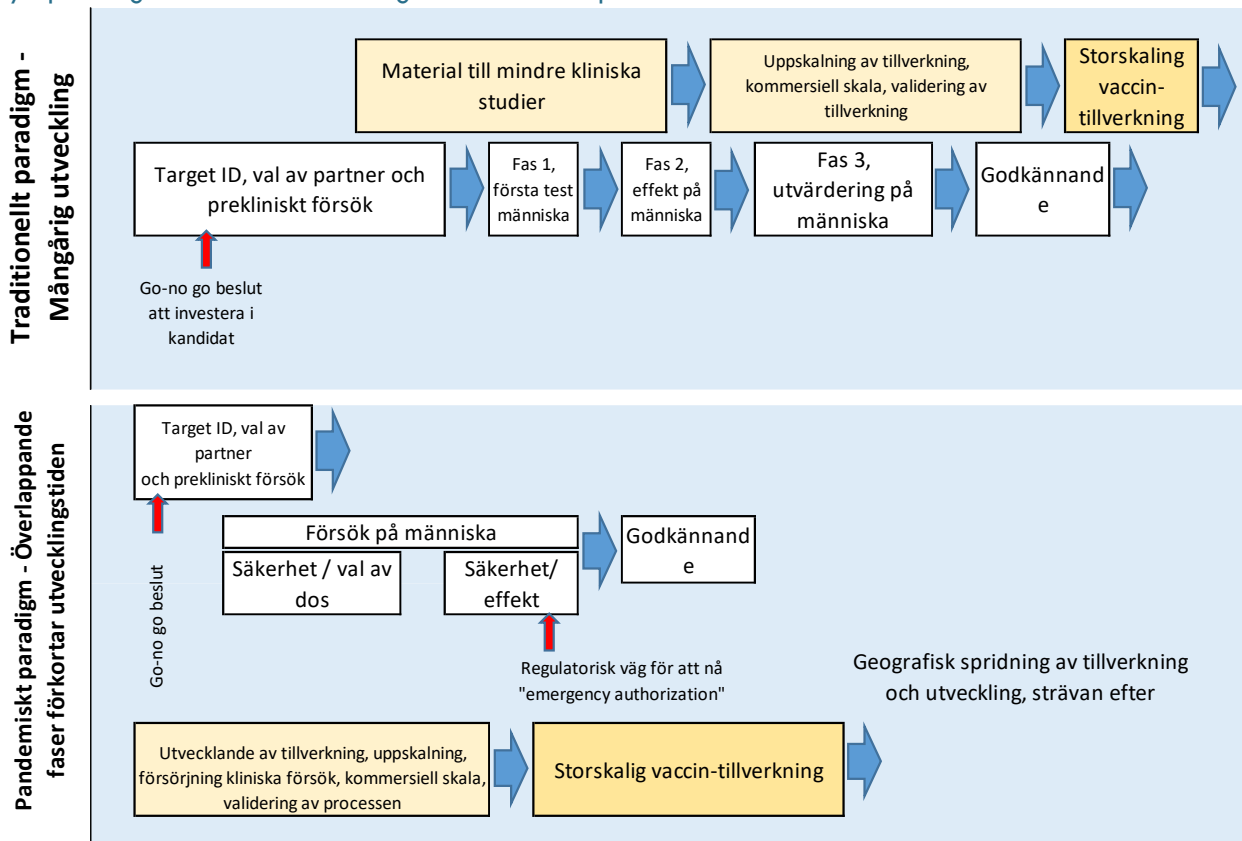 Traditionellt paradigm -
Mångårig utveckling
Material till mindre kliniska
studier
Uppskalning av tillverkning,
kommersiell skala, validering av
tillverkning
Storskaling
vaccin-
tillverkning
Target ID, val av partner och
prekliniskt försök
Fas 1,
första test
människa
Fas 2,
effekt på
människa
Fas 3,
utvärdering på
människa
Godkännand
e
Go-no go beslut
att investera i
kandidat
Pandemiskt paradigm - Överlappande
faser förkortar utvecklingstiden
Target ID, val av
partner
och prekliniskt försök
Go-no go beslut
Försök på människa
Säkerhet / val av
dos
Säkerhet/
effekt
Godkännand
e
Regulatorisk väg för att nå
"emergency authorization"
Geografisk spridning av tillverkning
och utveckling, strävan efter
Utvecklande av tillverkning, uppskalning,
försörjning kliniska försök, kommersiell skala,
validering av processen
Storskalig vaccin-tillverkning